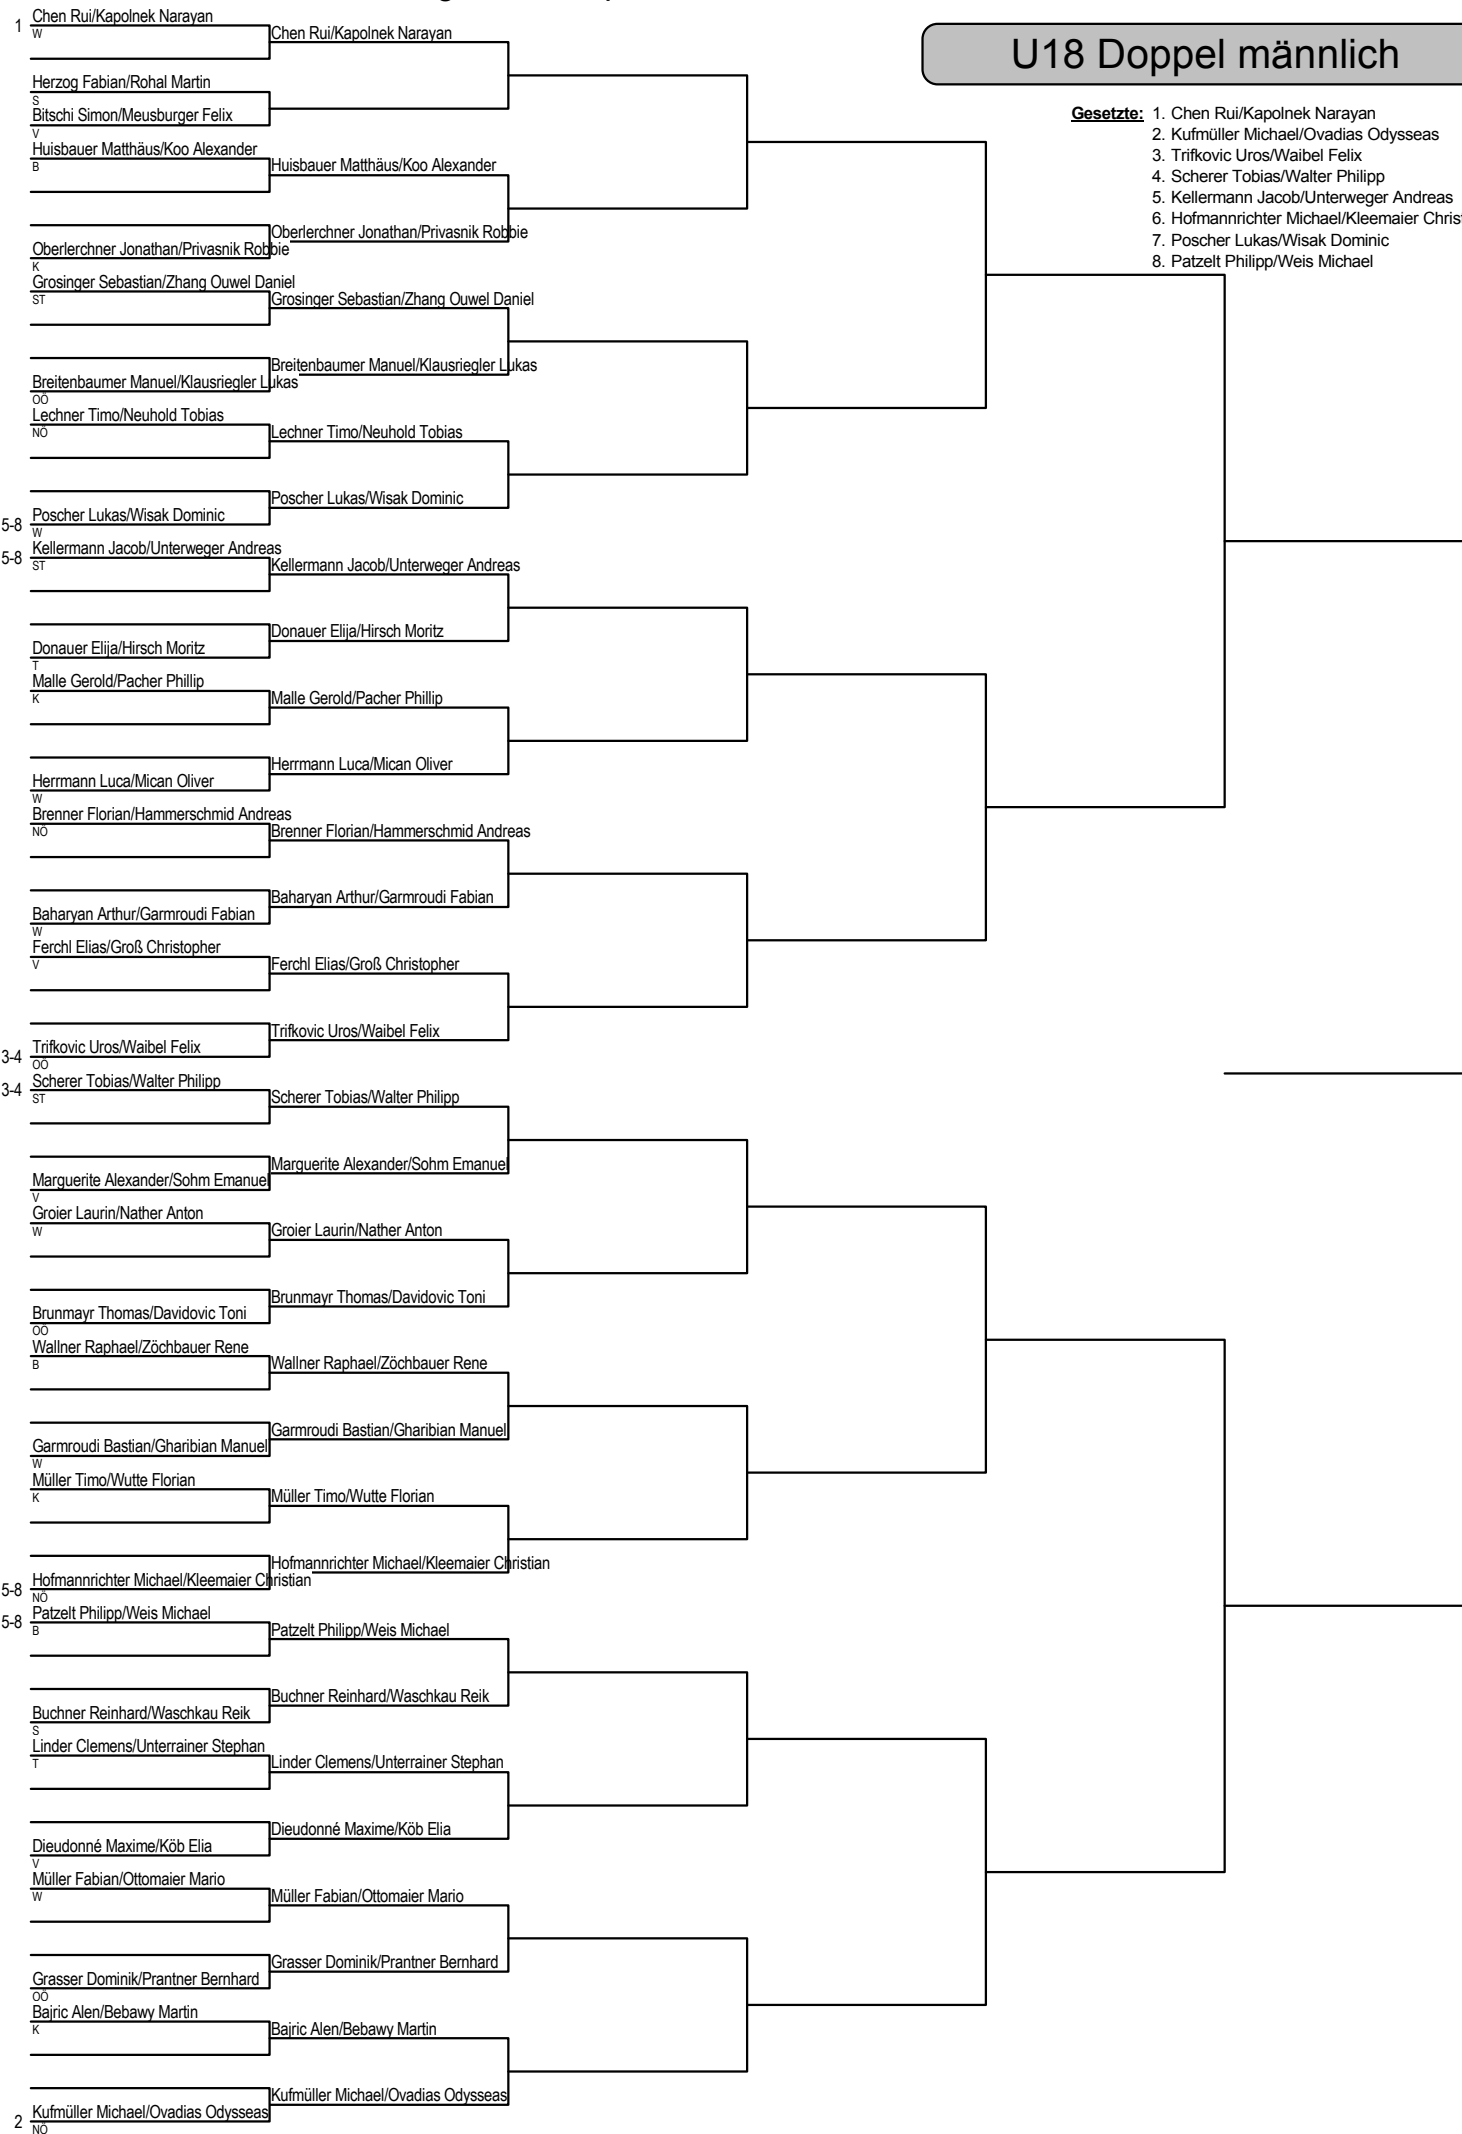 1 Chen Rui/Kapolnek Narayan
W
Chen Rui/Kapolnek Narayan
U18 Doppel männlich
Gesetzte: 1. Chen Rui/Kapolnek Narayan
2. Kufmüller Michael/Ovadias Odysseas
3. Trifkovic Uros/Waibel Felix
4. Scherer Tobias/Walter Philipp
5. Kellermann Jacob/Unterweger Andreas
6. Hofmannrichter Michael/Kleemaier Christ
7. Poscher Lukas/Wisak Dominic
8. Patzelt Philipp/Weis Michael
Herzog Fabian/Rohal Martin
S
Bitschi Simon/Meusburger Felix
V
Huisbauer Matthäus/Koo Alexander
B
Huisbauer Matthäus/Koo Alexander
Oberlerchner Jonathan/Privasnik Robbie
Oberlerchner Jonathan/Privasnik Robbie
K
Grosinger Sebastian/Zhang Ouwel Daniel
ST
Grosinger Sebastian/Zhang Ouwel Daniel
Breitenbaumer Manuel/Klausriegler Lukas
Breitenbaumer Manuel/Klausriegler Lukas
OÖ
Lechner Timo/Neuhold Tobias
NÖ
Lechner Timo/Neuhold Tobias
Poscher Lukas/Wisak Dominic
5-8 Poscher Lukas/Wisak Dominic
W
5-8 Kellermann Jacob/Unterweger Andreas
ST
Kellermann Jacob/Unterweger Andreas
Donauer Elija/Hirsch Moritz
Donauer Elija/Hirsch Moritz
T
Malle Gerold/Pacher Phillip
K
Malle Gerold/Pacher Phillip
Herrmann Luca/Mican Oliver
Herrmann Luca/Mican Oliver
W
Brenner Florian/Hammerschmid Andreas
NÖ
Brenner Florian/Hammerschmid Andreas
Baharyan Arthur/Garmroudi Fabian
Baharyan Arthur/Garmroudi Fabian
W
Ferchl Elias/Groß Christopher
V
Ferchl Elias/Groß Christopher
Trifkovic Uros/Waibel Felix
3-4 Trifkovic Uros/Waibel Felix
OÖ
3-4 Scherer Tobias/Walter Philipp
ST
Scherer Tobias/Walter Philipp
Marguerite Alexander/Sohm Emanuel
Marguerite Alexander/Sohm Emanuel
V
Groier Laurin/Nather Anton
W
Groier Laurin/Nather Anton
Brunmayr Thomas/Davidovic Toni
Brunmayr Thomas/Davidovic Toni
OÖ
Wallner Raphael/Zöchbauer Rene
B
Wallner Raphael/Zöchbauer Rene
Garmroudi Bastian/Gharibian Manuel
Garmroudi Bastian/Gharibian Manuel
W
Müller Timo/Wutte Florian
K
Müller Timo/Wutte Florian
Hofmannrichter Michael/Kleemaier Christian
5-8 Hofmannrichter Michael/Kleemaier Christian
NÖ
5-8 Patzelt Philipp/Weis Michael
B
Patzelt Philipp/Weis Michael
Buchner Reinhard/Waschkau Reik
Buchner Reinhard/Waschkau Reik
S
Linder Clemens/Unterrainer Stephan
T
Linder Clemens/Unterrainer Stephan
Dieudonné Maxime/Köb Elia
Dieudonné Maxime/Köb Elia
V
Müller Fabian/Ottomaier Mario
W
Müller Fabian/Ottomaier Mario
Grasser Dominik/Prantner Bernhard
Grasser Dominik/Prantner Bernhard
OÖ
Bajric Alen/Bebawy Martin
K
Bajric Alen/Bebawy Martin
Kufmüller Michael/Ovadias Odysseas
2 Kufmüller Michael/Ovadias Odysseas
NÖ